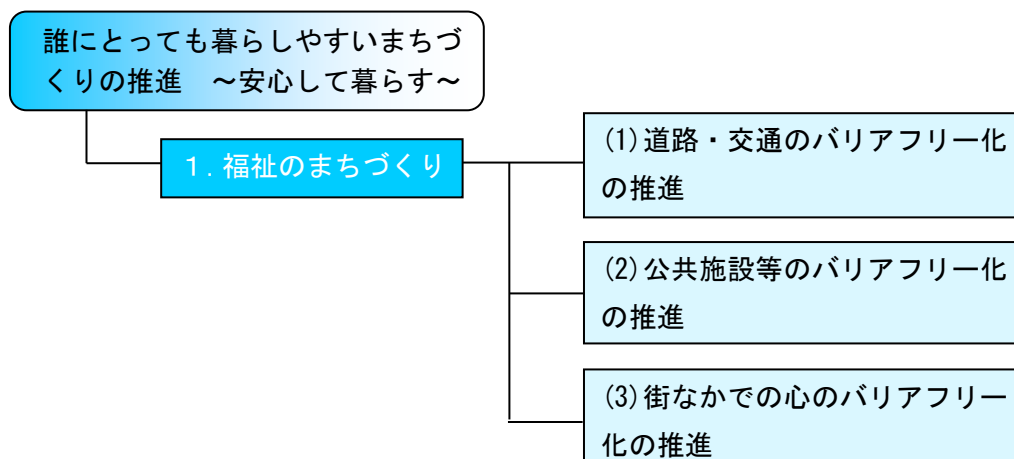 誰にとっても暮らしやすいまちづ
くりの推進　～安心して暮らす～
１．福祉のまちづくり
(1)道路・交通のバリアフリー化
の推進
(2)公共施設等のバリアフリー化
の推進
(3)街なかでの心のバリアフリー
化の推進